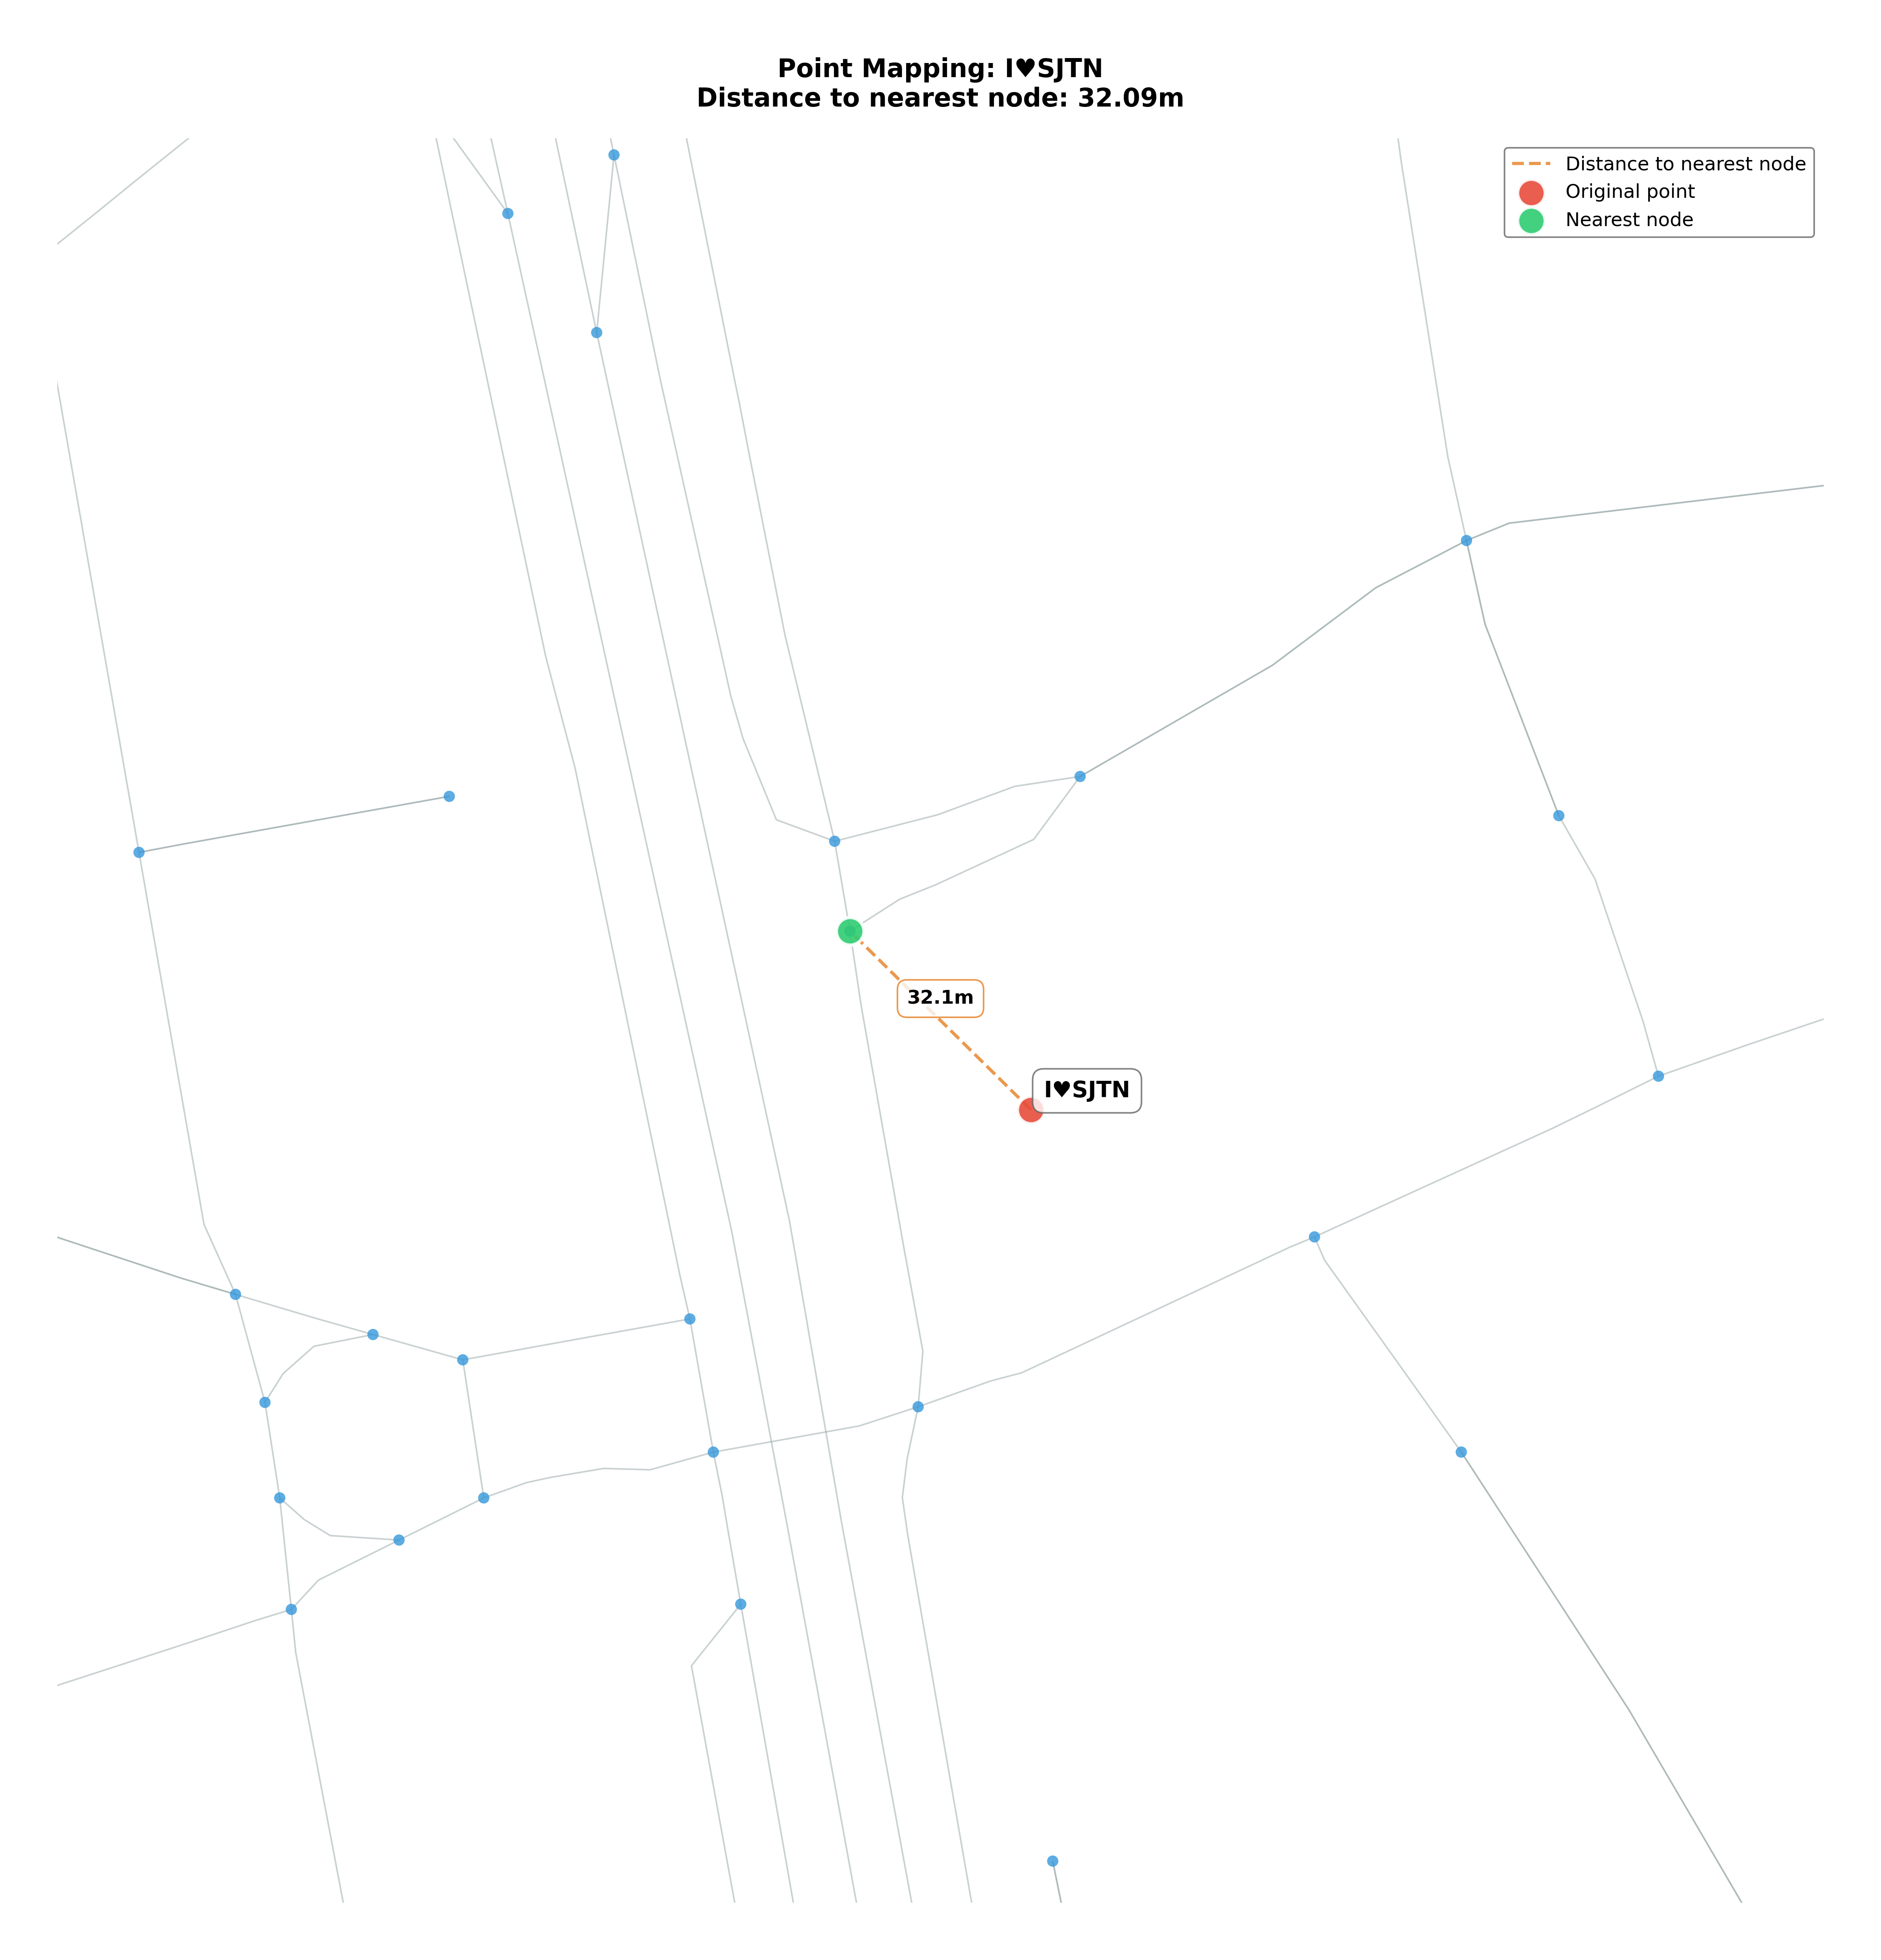 Point Mapping: I♥SJTN
Distance to nearest node: 32.09m
Distance to nearest node
Original point
Nearest node
32.1m
I♥SJTN